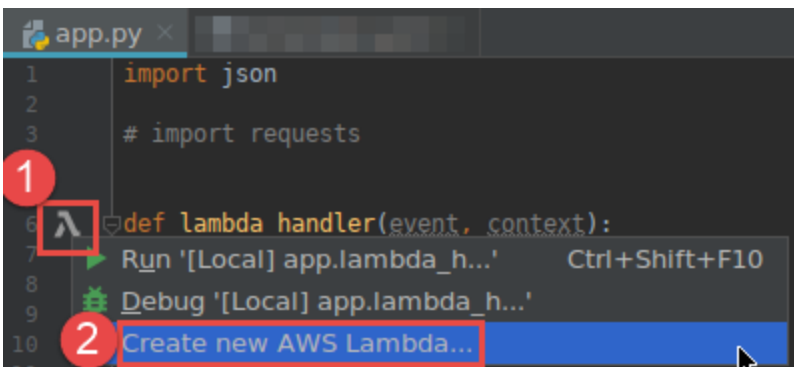 app.py
1 import json
2
3 # import requests
1
6 λ def lambda_handler(event, context):
7 Run '[Local] app.lambda_h...' Ctrl+Shift+F10
8
Debug '[Local] app.lambda_h...'
9
2 Create new AWS Lambda...
10